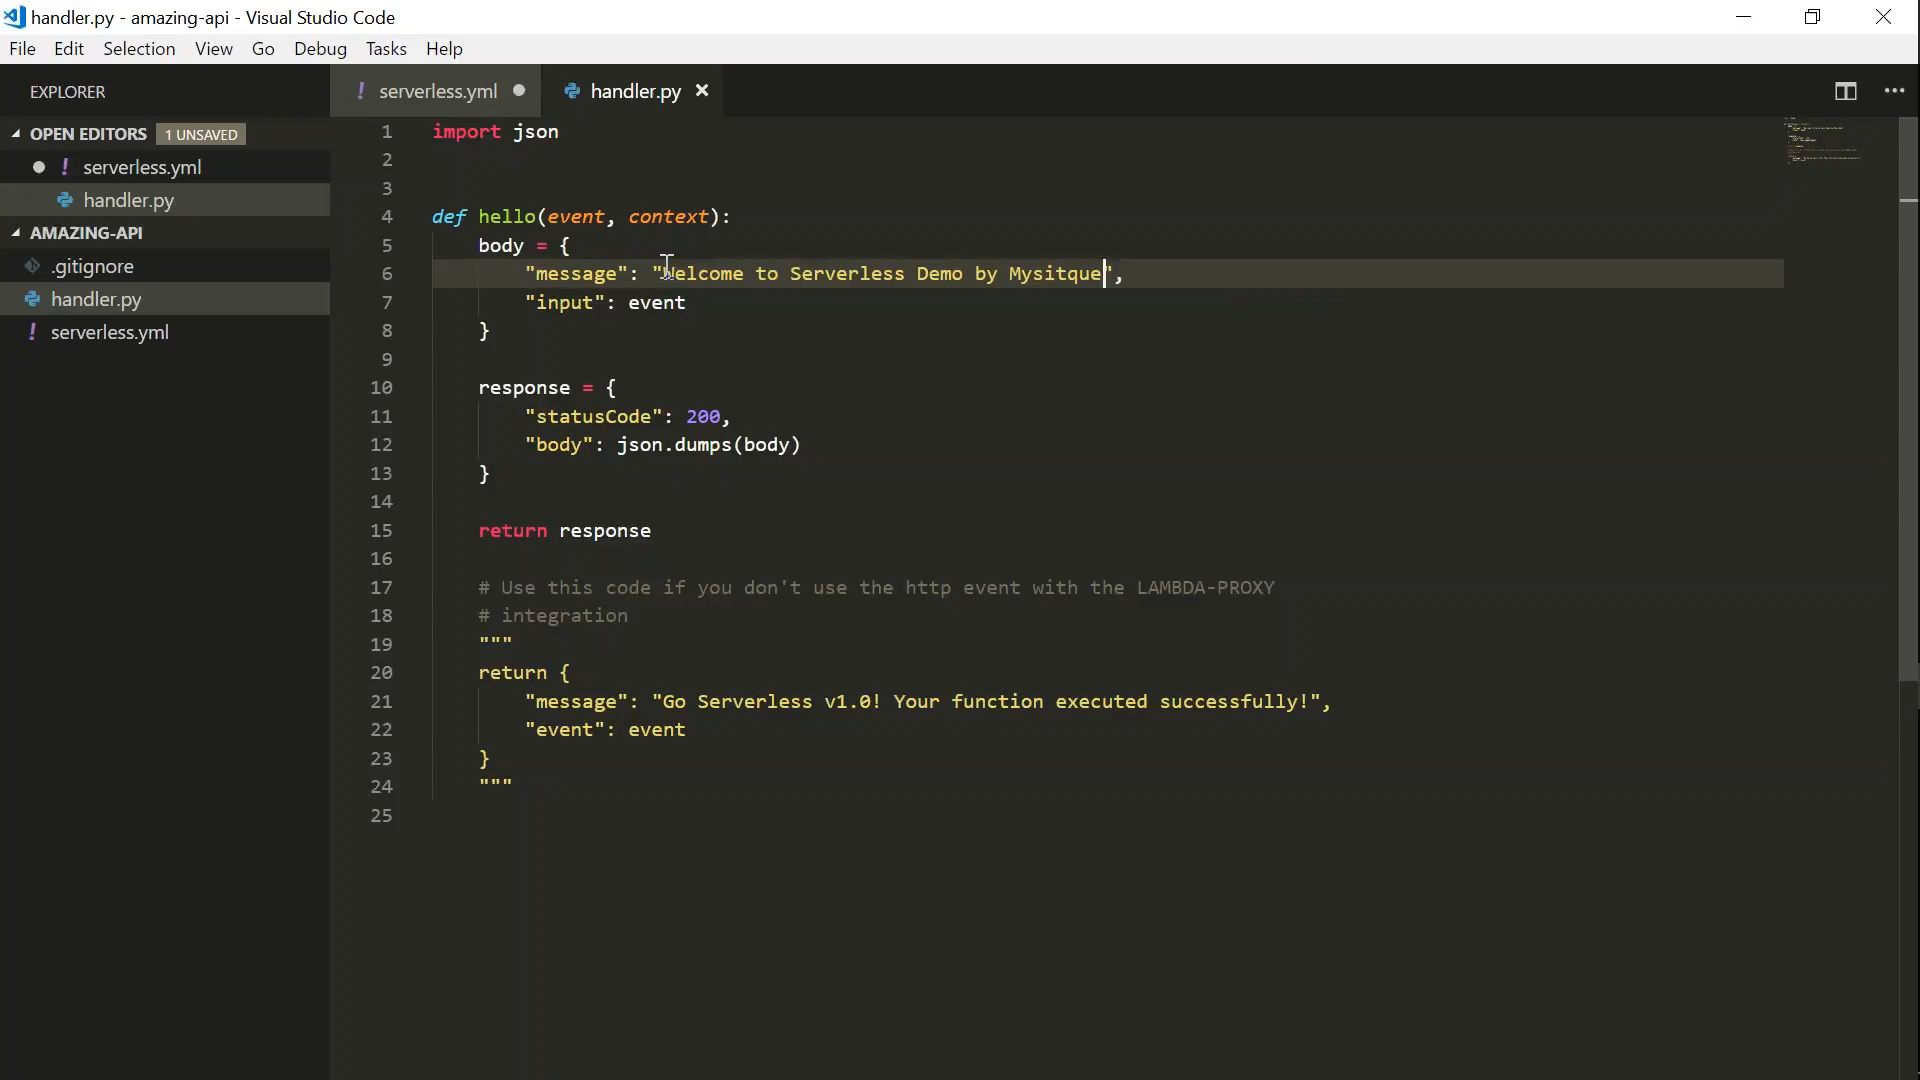 handler.py - amazing-api - Visual Studio Code
File Edit Selection View Go Debug Tasks Help
EXPLORER
OPEN EDITORS 1 UNSAVED
! serverless.yml
handler.py
AMAZING-API
.gitignore
handler.py
! serverless.yml
! serverless.yml handler.py
1 import json
2
3
4 def hello(event, context):
5 body = {
6 "message": "Welcome to Serverless Demo by Mysitque",
7 "input": event
8 }
9
10 response = {
11 "statusCode": 200,
12 "body": json.dumps(body)
13 }
14
15 return response
16
17 # Use this code if you don't use the http event with the LAMBDA-PROXY
18 # integration
19 """
20 return {
21 "message": "Go Serverless v1.0! Your function executed successfully!",
22 "event": event
23 }
24 """
25